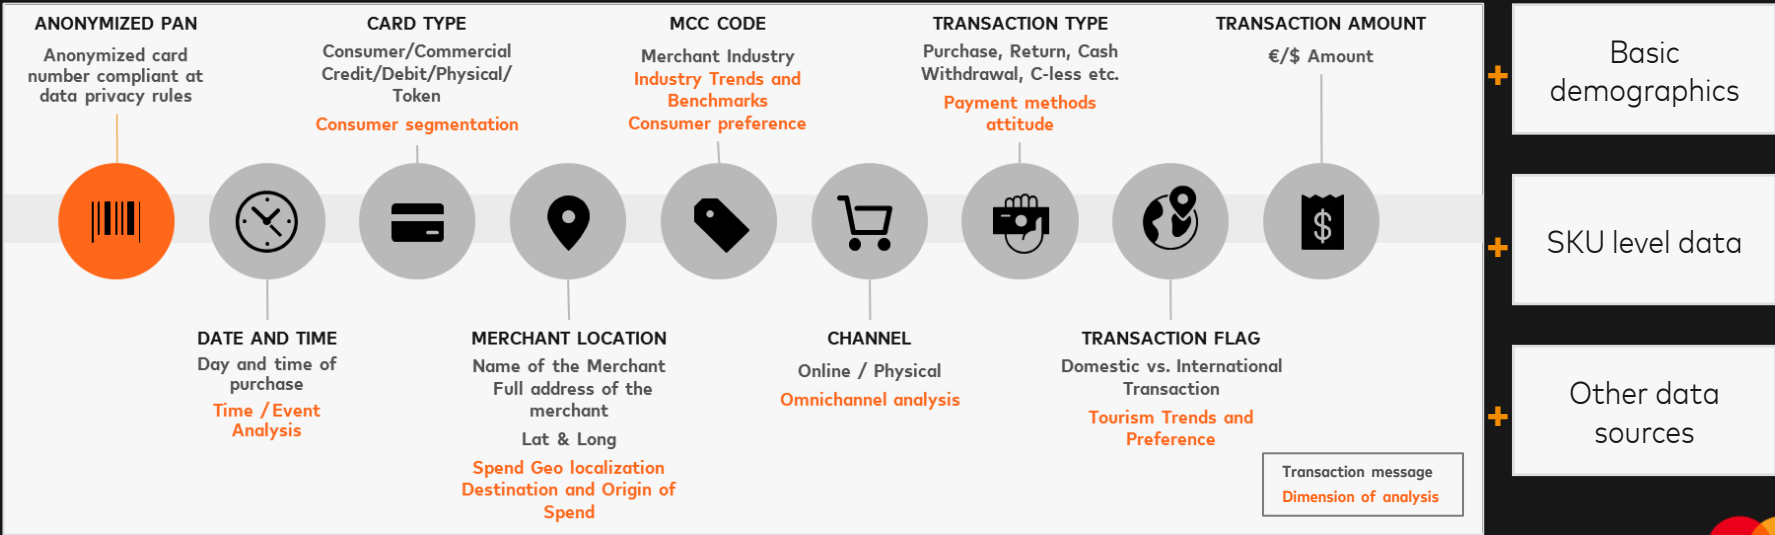 ANONYMIZED PAN
Anonymized card
number compliant at
data privacy rules
CARD TYPE
Consumer/Commercial
Credit/Debit/Physical/
Token
Consumer segmentation
MCC CODE
Merchant Industry
Industry Trends and
Benchmarks
Consumer preference
TRANSACTION TYPE
Purchase, Return, Cash
Withdrawal, C-less etc.
Payment methods
attitude
TRANSACTION AMOUNT
€/$ Amount
$
DATE AND TIME
Day and time of
purchase
Time / Event
Analysis
MERCHANT LOCATION
Name of the Merchant
Full address of the
merchant
Lat & Long
Spend Geo localization
Destination and Origin of
Spend
CHANNEL
Online / Physical
Omnichannel analysis
TRANSACTION FLAG
Domestic vs. International
Transaction
Tourism Trends and
Preference
Transaction message
Dimension of analysis
+
Basic
demographics
+
SKU level data
+
Other data
sources